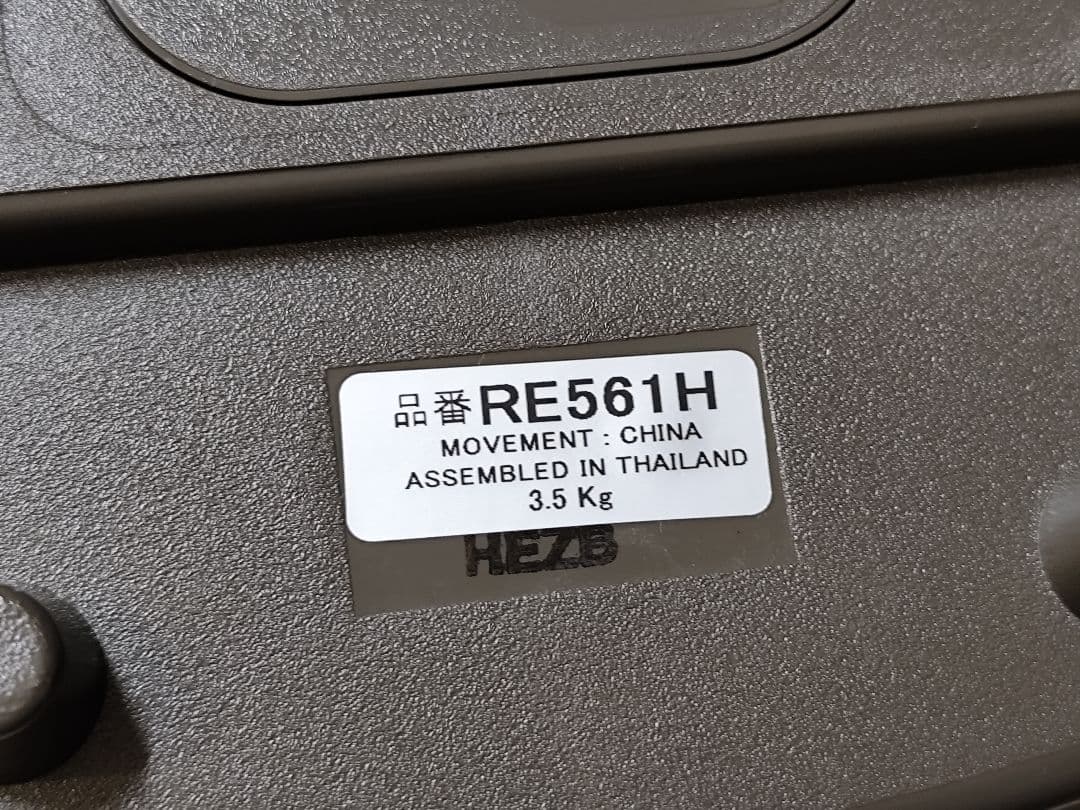 品番RE561H
MOVEMENT : CHINA
ASSEMBLED IN THAILAND
3.5 Kg
HEZB